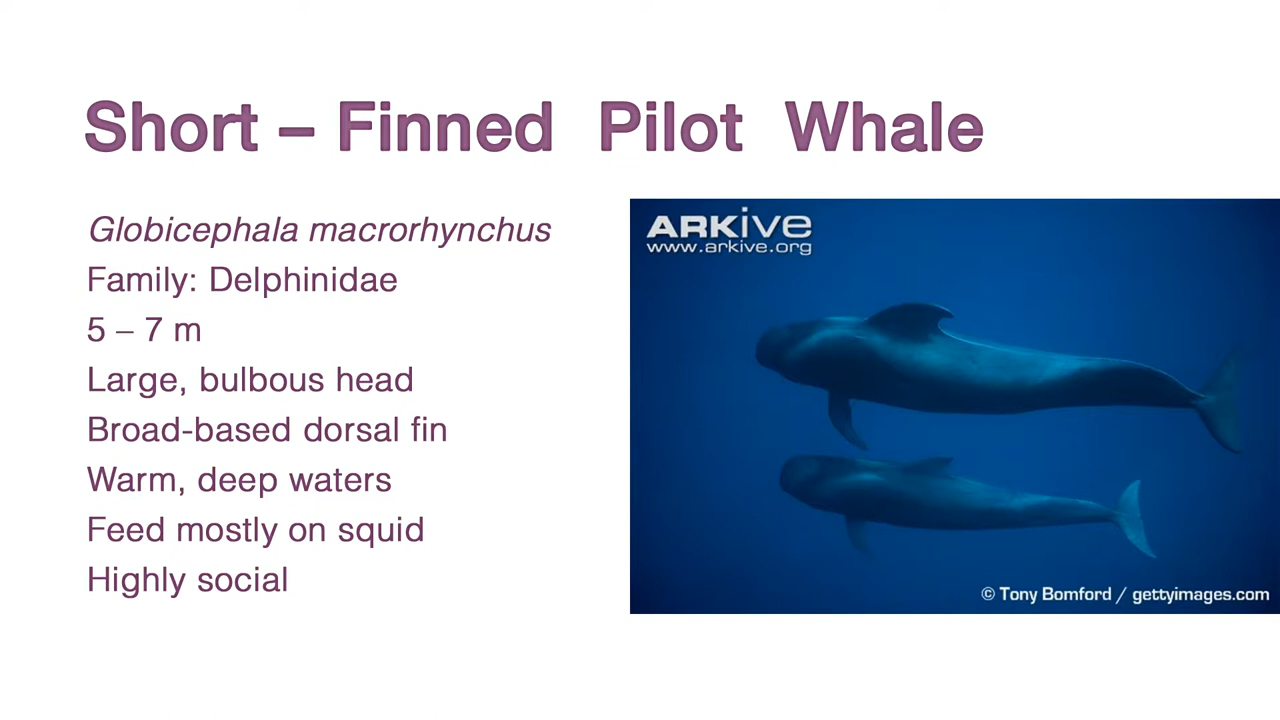 Short – Finned Pilot Whale
Globicephala macrorhynchus
Family: Delphinidae
5 – 7 m
Large, bulbous head
Broad-based dorsal fin
Warm, deep waters
Feed mostly on squid
Highly social
ARKive
www.arkive.org
© Tony Bomford / gettyimages.com